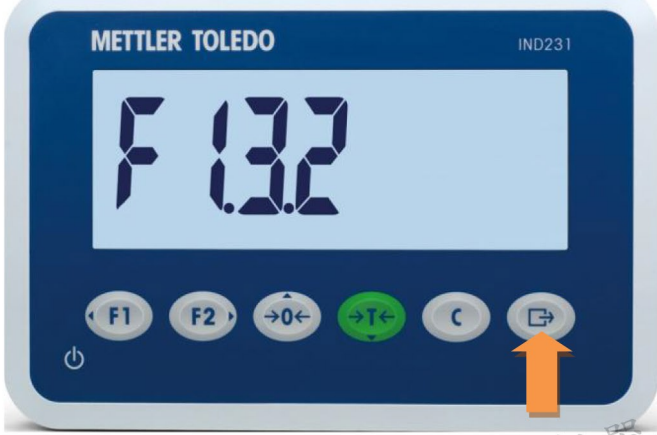 METTLER TOLEDO IND231
F 1.3.2
F1 F2 →0← →T← C